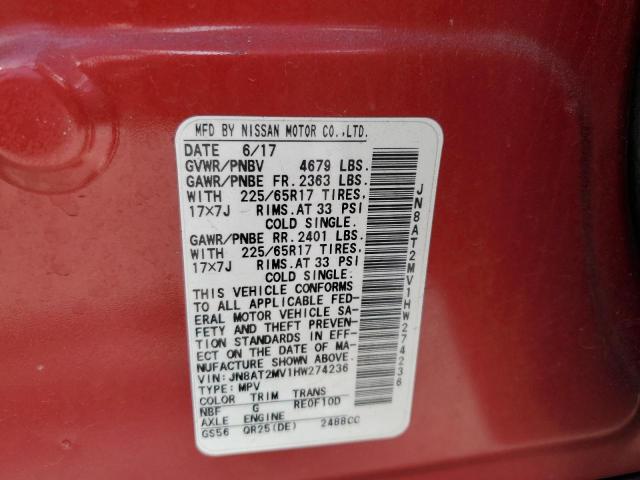 MFD BY NISSAN MOTOR CO.,LTD.
DATE 6/17
GVWR/PNBV 4679 LBS.
GAWR/PNBE FR. 2363 LBS.
WITH 225/65R17 TIRES.
17×7J RIMS.AT 33 PSI
COLD SINGLE.
GAWR/PNBE RR. 2401 LBS.
WITH 225/65R17 TIRES.
17×7J RIMS.AT 33 PSI
COLD SINGLE.
THIS VEHICLE CONFORMS
TO ALL APPLICABLE FED-
ERAL MOTOR VEHICLE SA-
FETY AND THEFT PREVEN-
TION STANDARDS IN EFF-
ECT ON THE DATE OF MA-
NUFACTURE SHOWN ABOVE.
VIN: JN8AT2MV1HW274236
TYPE: MPV
COLOR TRIM TRANS
NBF G RE0F10D
AXLE ENGINE
GS56 QR25(DE) 2488CC
JN8AT2MV1HW274236